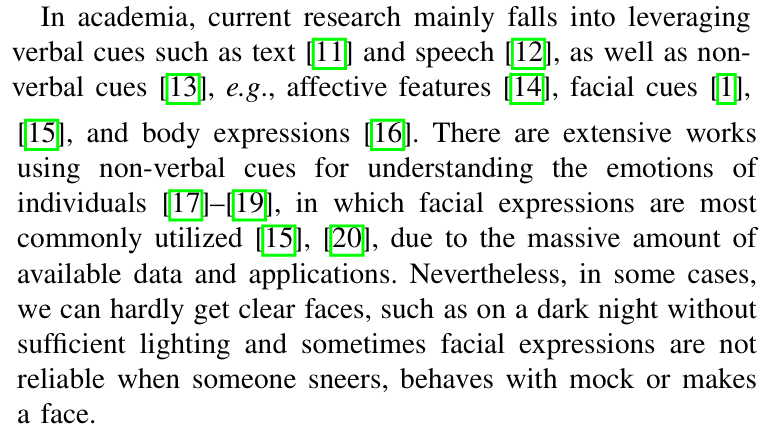 In academia, current research mainly falls into leveraging
verbal cues such as text [11] and speech [12], as well as non-
verbal cues [13], e.g., affective features [14], facial cues [1],
[15], and body expressions [16]. There are extensive works
using non-verbal cues for understanding the emotions of
individuals [17]–[19], in which facial expressions are most
commonly utilized [15], [20], due to the massive amount of
available data and applications. Nevertheless, in some cases,
we can hardly get clear faces, such as on a dark night without
sufficient lighting and sometimes facial expressions are not
reliable when someone sneers, behaves with mock or makes
a face.